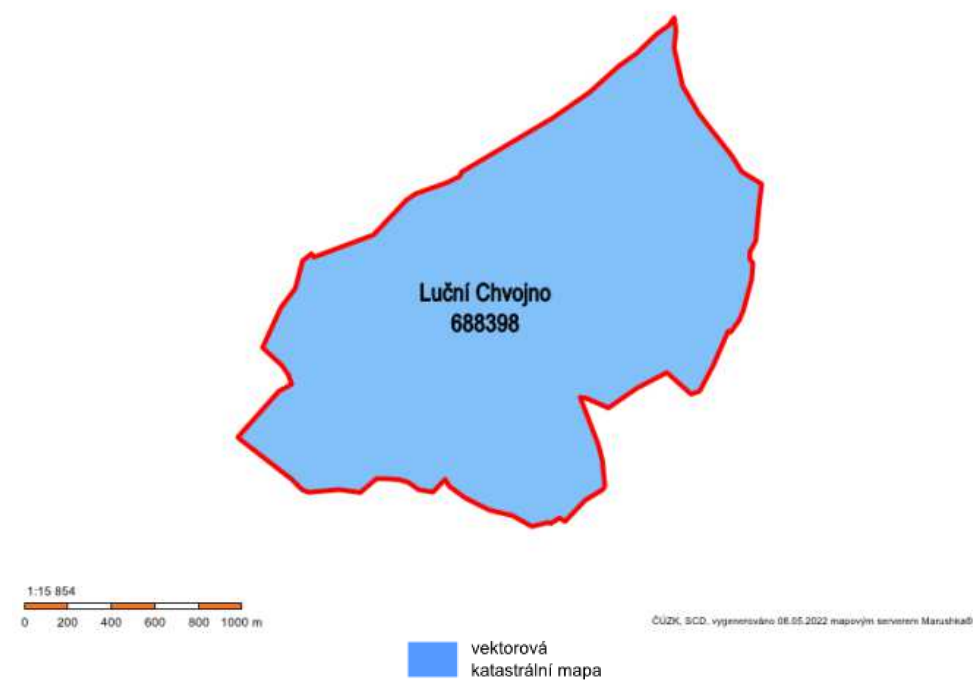 Luční Chvojno
688398
1:15 854
0 200 400 600 800 1000 m
ČÚZK, SCD, vygenerováno 08.05.2022 mapovým serverem Marushka®
vektorová
katastrální mapa